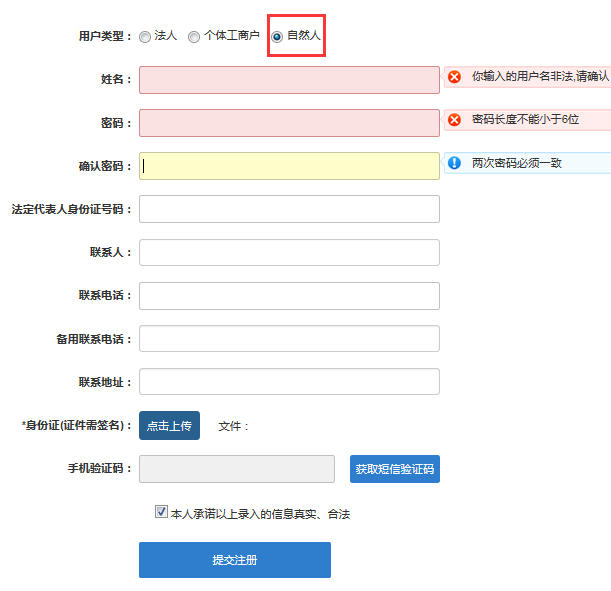 用户类型： 法人 个体工商户 自然人
姓名： 你输入的用户名非法,请确认
密码： 密码长度不能小于6位
确认密码： 两次密码必须一致
法定代表人身份证号码：
联系人：
联系电话：
备用联系电话：
联系地址：
*身份证(证件需签名)： 点击上传 文件：
手机验证码： 获取短信验证码
本人承诺以上录入的信息真实、合法
提交注册